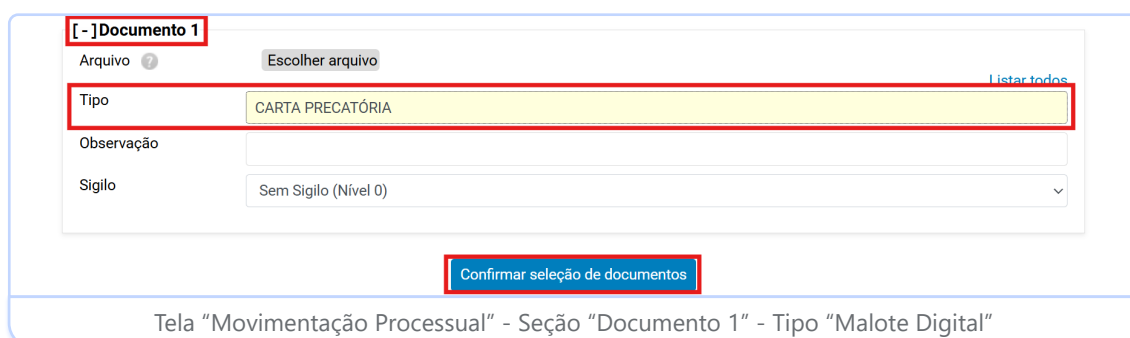 [ - ]Documento 1
Arquivo ?
Escolher arquivo
Listar todos
Tipo
CARTA PRECATÓRIA
Observação
Sigilo
Sem Sigilo (Nível 0)
Confirmar seleção de documentos
Tela “Movimentação Processual” - Seção “Documento 1” - Tipo “Malote Digital”